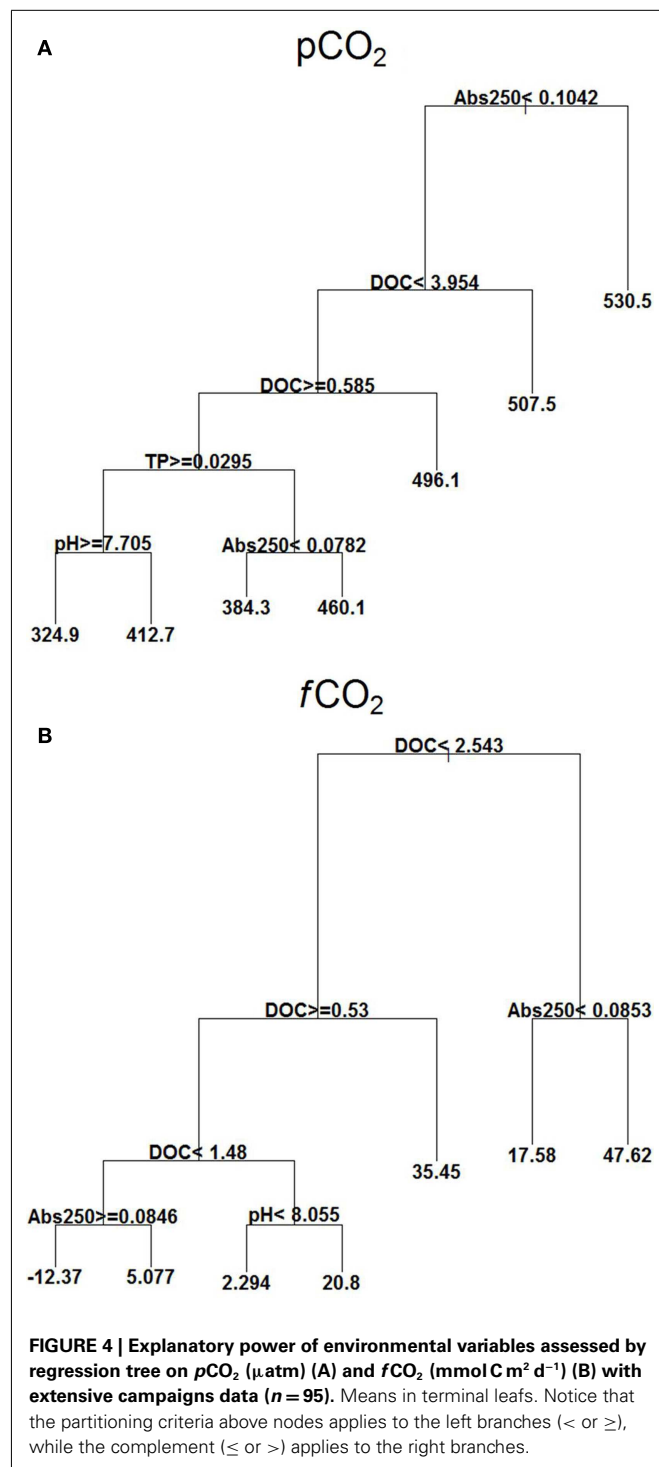 A
pCO₂
Abs250< 0.1042
DOC< 3.954
530.5
DOC>=0.585
507.5
TP>=0.0295
496.1
pH>=7.705
Abs250< 0.0782
324.9
412.7
384.3
460.1
fCO₂
B
DOC< 2.543
DOC>=0.53
Abs250< 0.0853
DOC< 1.48
35.45
17.58
47.62
Abs250>=0.0846
pH< 8.055
-12.37
5.077
2.294
20.8
FIGURE 4 | Explanatory power of environmental variables assessed by
regression tree on pCO₂ (μatm) (A) and fCO₂ (mmol C m² d⁻¹) (B) with
extensive campaigns data (n = 95). Means in terminal leafs. Notice that
the partitioning criteria above nodes applies to the left branches (< or ≥),
while the complement (≤ or >) applies to the right branches.